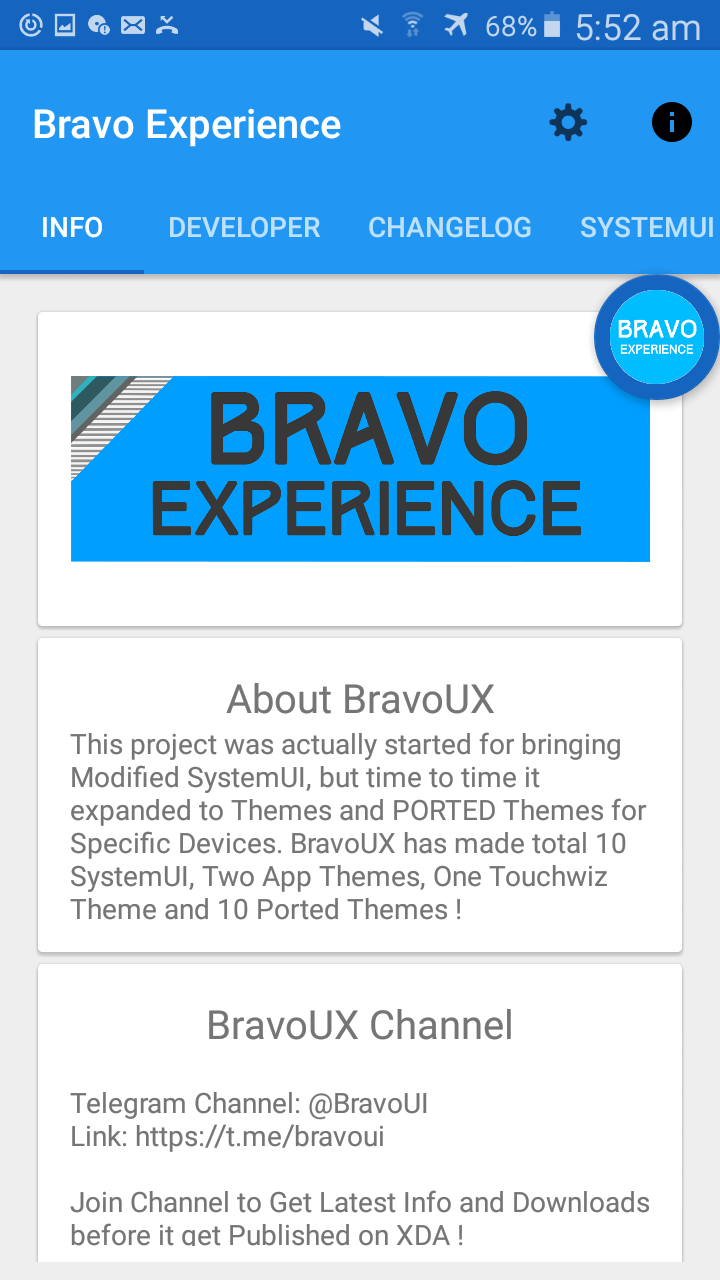 68% 5:52 am
Bravo Experience
INFO DEVELOPER CHANGELOG SYSTEMUI
BRAVO
EXPERIENCE
BRAVO
EXPERIENCE
About BravoUX
This project was actually started for bringing
Modified SystemUI, but time to time it
expanded to Themes and PORTED Themes for
Specific Devices. BravoUX has made total 10
SystemUI, Two App Themes, One Touchwiz
Theme and 10 Ported Themes !
BravoUX Channel
Telegram Channel: @BravoUI
Link: https://t.me/bravoui
Join Channel to Get Latest Info and Downloads
before it get Published on XDA !